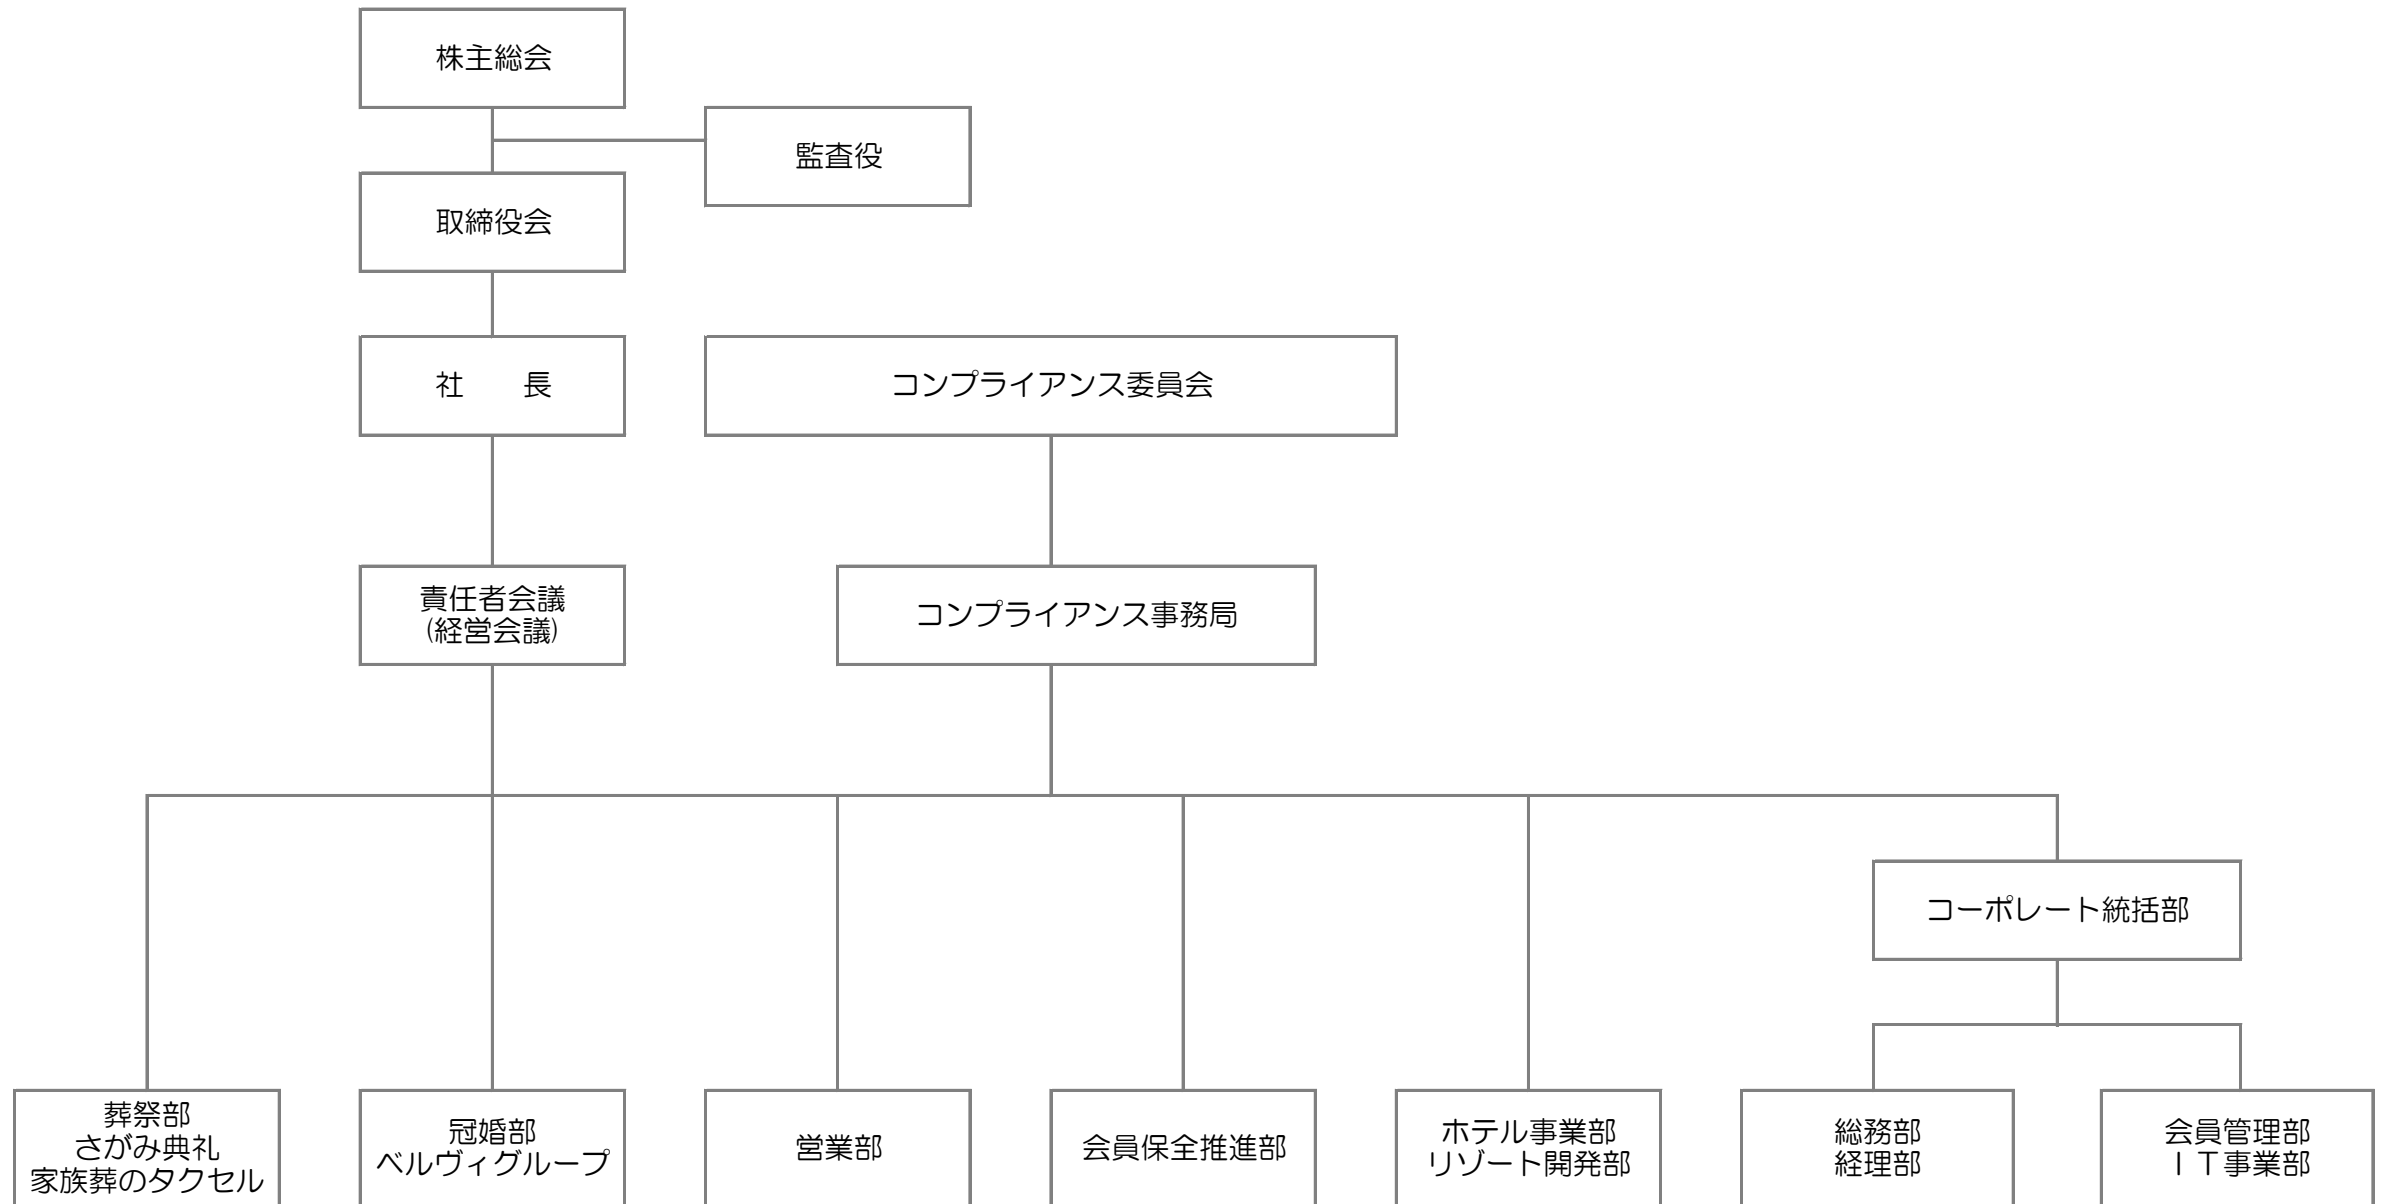 株主総会
監査役
取締役会
社　　長
コンプライアンス委員会
責任者会議
(経営会議)
コンプライアンス事務局
コーポレート統括部
葬祭部
さがみ典礼
家族葬のタクセル
冠婚部
ベルヴィグループ
営業部
会員保全推進部
ホテル事業部
リゾート開発部
総務部
経理部
会員管理部
ＩＴ事業部